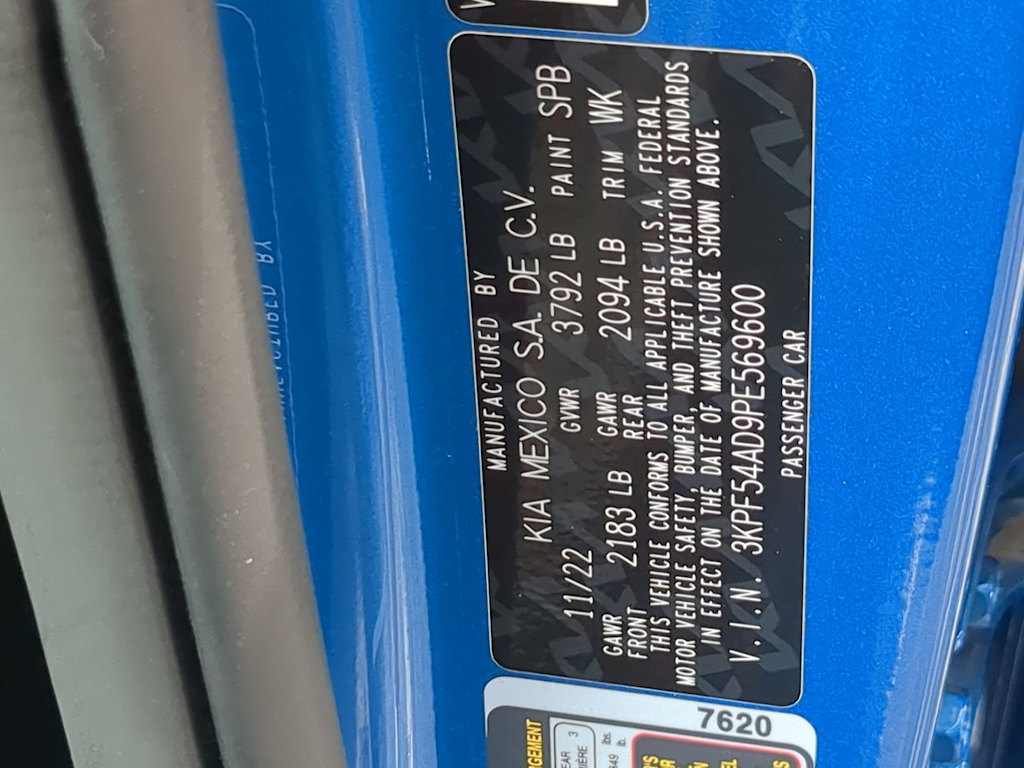 MANUFACTURED BY
KIA MEXICO S.A. DE C.V.
11/22 GVWR 3792 LB PAINT SPB
GAWR FRONT 2183 LB GAWR REAR 2094 LB TRIM WK
THIS VEHICLE CONFORMS TO ALL APPLICABLE U.S.A. FEDERAL
MOTOR VEHICLE SAFETY, BUMPER, AND THEFT PREVENTION STANDARDS
IN EFFECT ON THE DATE OF MANUFACTURE SHOWN ABOVE.
V.I.N. 3KPF54AD9PE569600
PASSENGER CAR
7620